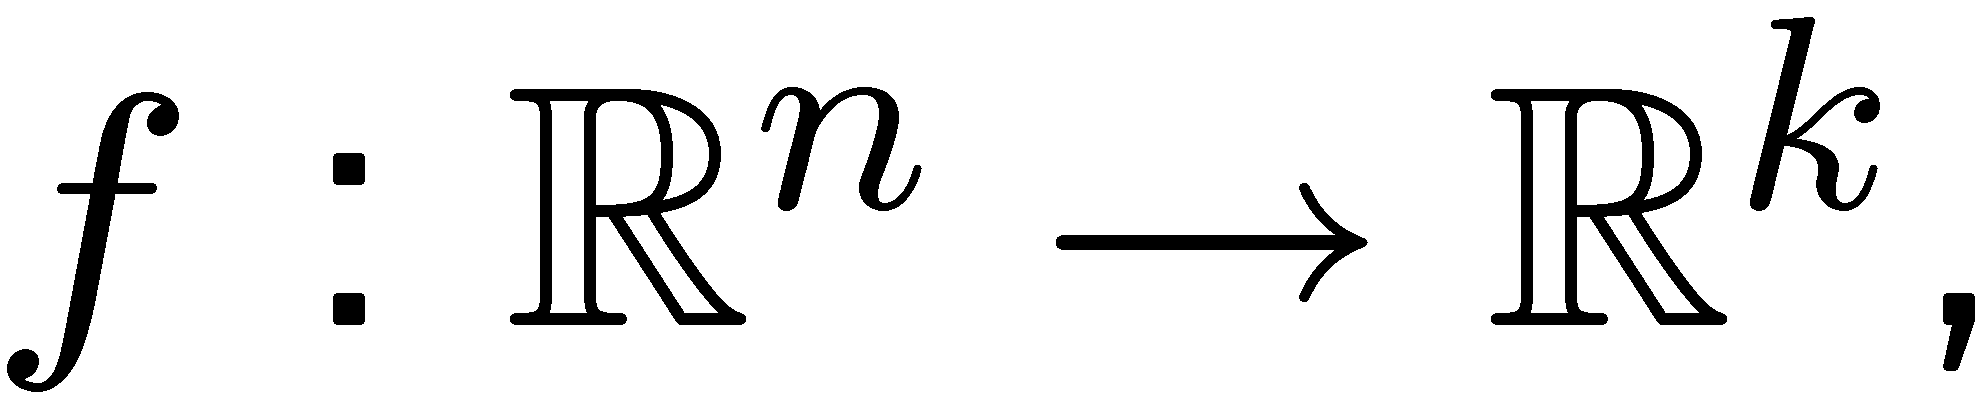 f : ℝⁿ → ℝᵏ,